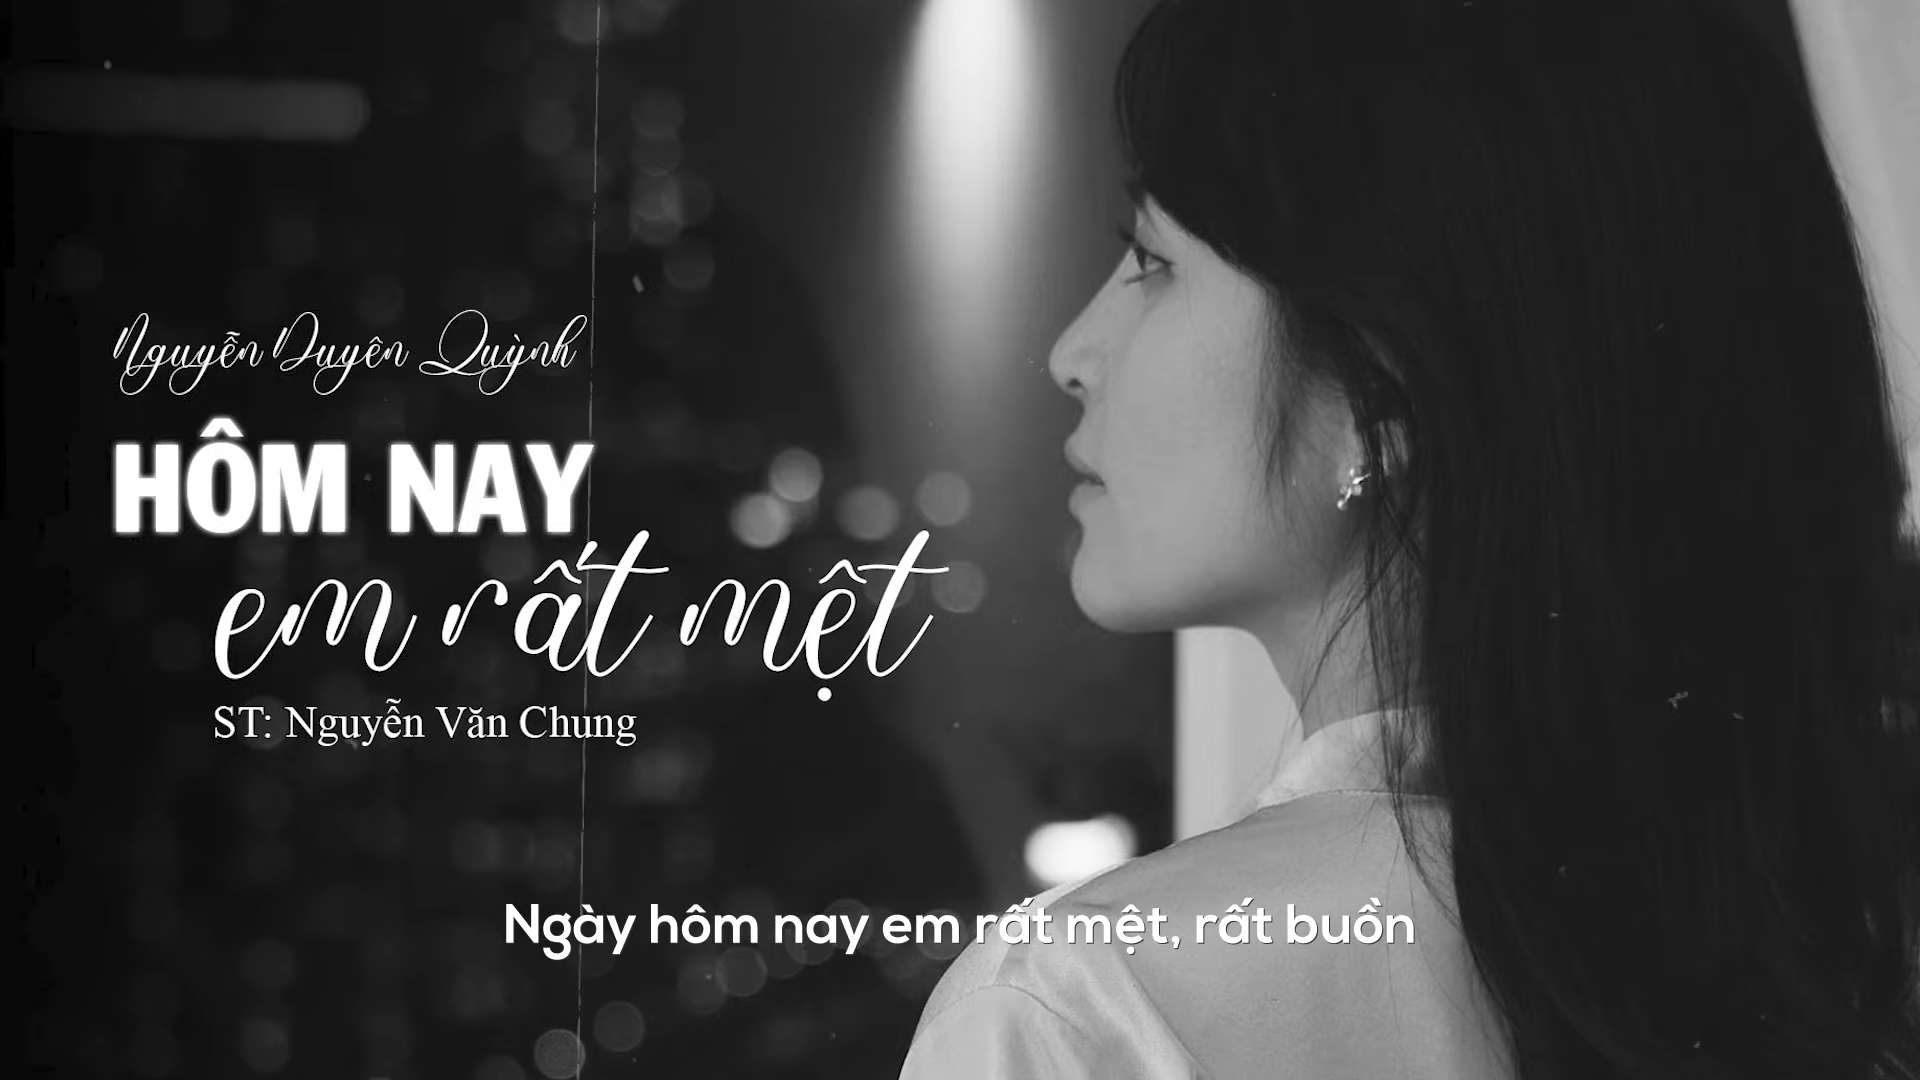 Nguyễn Duyên Quỳnh
HÔM NAY
em rất mệt
ST: Nguyễn Văn Chung
Ngày hôm nay em rất mệt, rất buồn